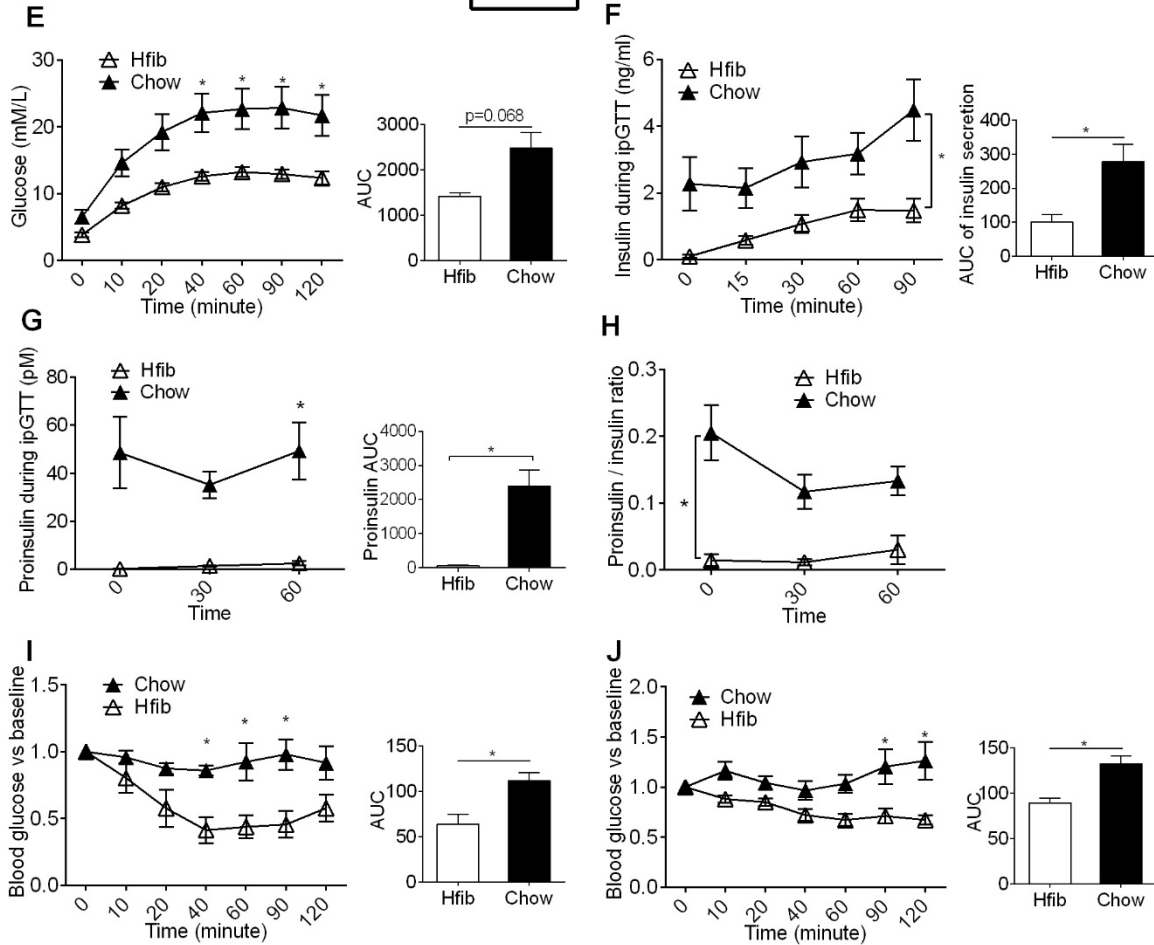 E
Hfib
Chow
Glucose (mM/L)
30
20
10
0
* * * *
0 10 20 40 60 90 120
Time (minute)
AUC
3000
2000
1000
0
p=0.068
Hfib Chow
F
Hfib
Chow
Insulin during ipGTT (ng/ml)
6
4
2
0
*
0 15 30 60 90
Time (minute)
AUC of insulin secretion
400
300
200
100
0
*
Hfib Chow
G
Hfib
Chow
Proinsulin during ipGTT (pM)
80
60
40
20
0
*
0 30 60
Time
Proinsulin AUC
4000
3000
2000
1000
0
*
Hfib Chow
H
Hfib
Chow
Proinsulin / insulin ratio
0.3
0.2
0.1
0.0
*
0 30 60
Time
I
Chow
Hfib
Blood glucose vs baseline
1.5
1.0
0.5
0.0
* * *
0 10 20 40 60 90 120
Time (minute)
AUC
150
100
50
0
*
Hfib Chow
J
Chow
Hfib
Blood glucose vs baseline
2.0
1.5
1.0
0.5
0.0
* *
0 10 20 40 60 90 120
Time (minute)
AUC
150
100
50
0
*
Hfib Chow